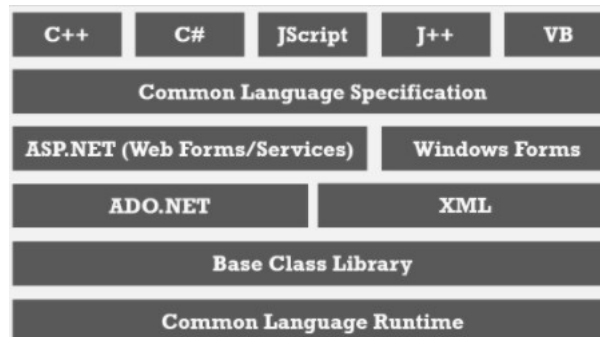 C++ C# JScript J++ VB
Common Language Specification
ASP.NET (Web Forms/Services) Windows Forms
ADO.NET XML
Base Class Library
Common Language Runtime